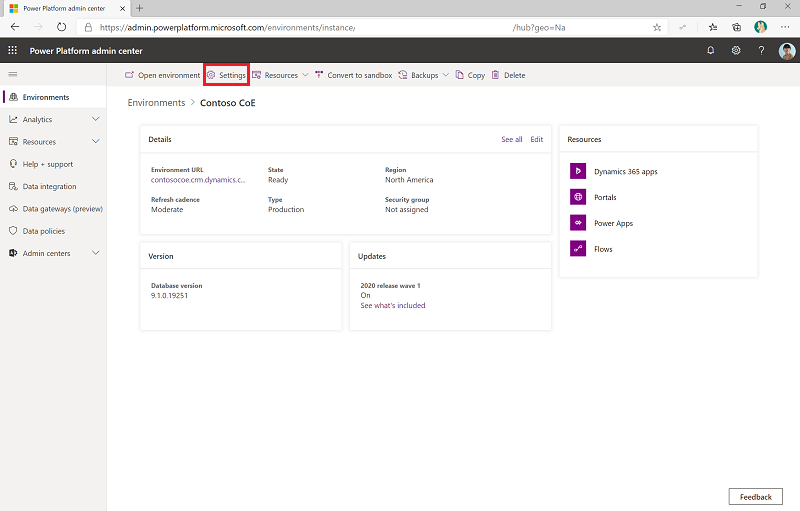 Power Platform admin center
https://admin.powerplatform.microsoft.com/environments/instance/ /hub?geo=Na
Power Platform admin center
Open environment Settings Resources Convert to sandbox Backups Copy Delete
Environments
Analytics
Resources
Help + support
Data integration
Data gateways (preview)
Data policies
Admin centers
Environments > Contoso CoE
Details See all Edit
Environment URL State Region
contosocoe.crm.dynamics.c... Ready North America
Refresh cadence Type Security group
Moderate Production Not assigned
Resources
Dynamics 365 apps
Portals
Power Apps
Flows
Version
Database version
9.1.0.19251
Updates
2020 release wave 1
On
See what's included
Feedback